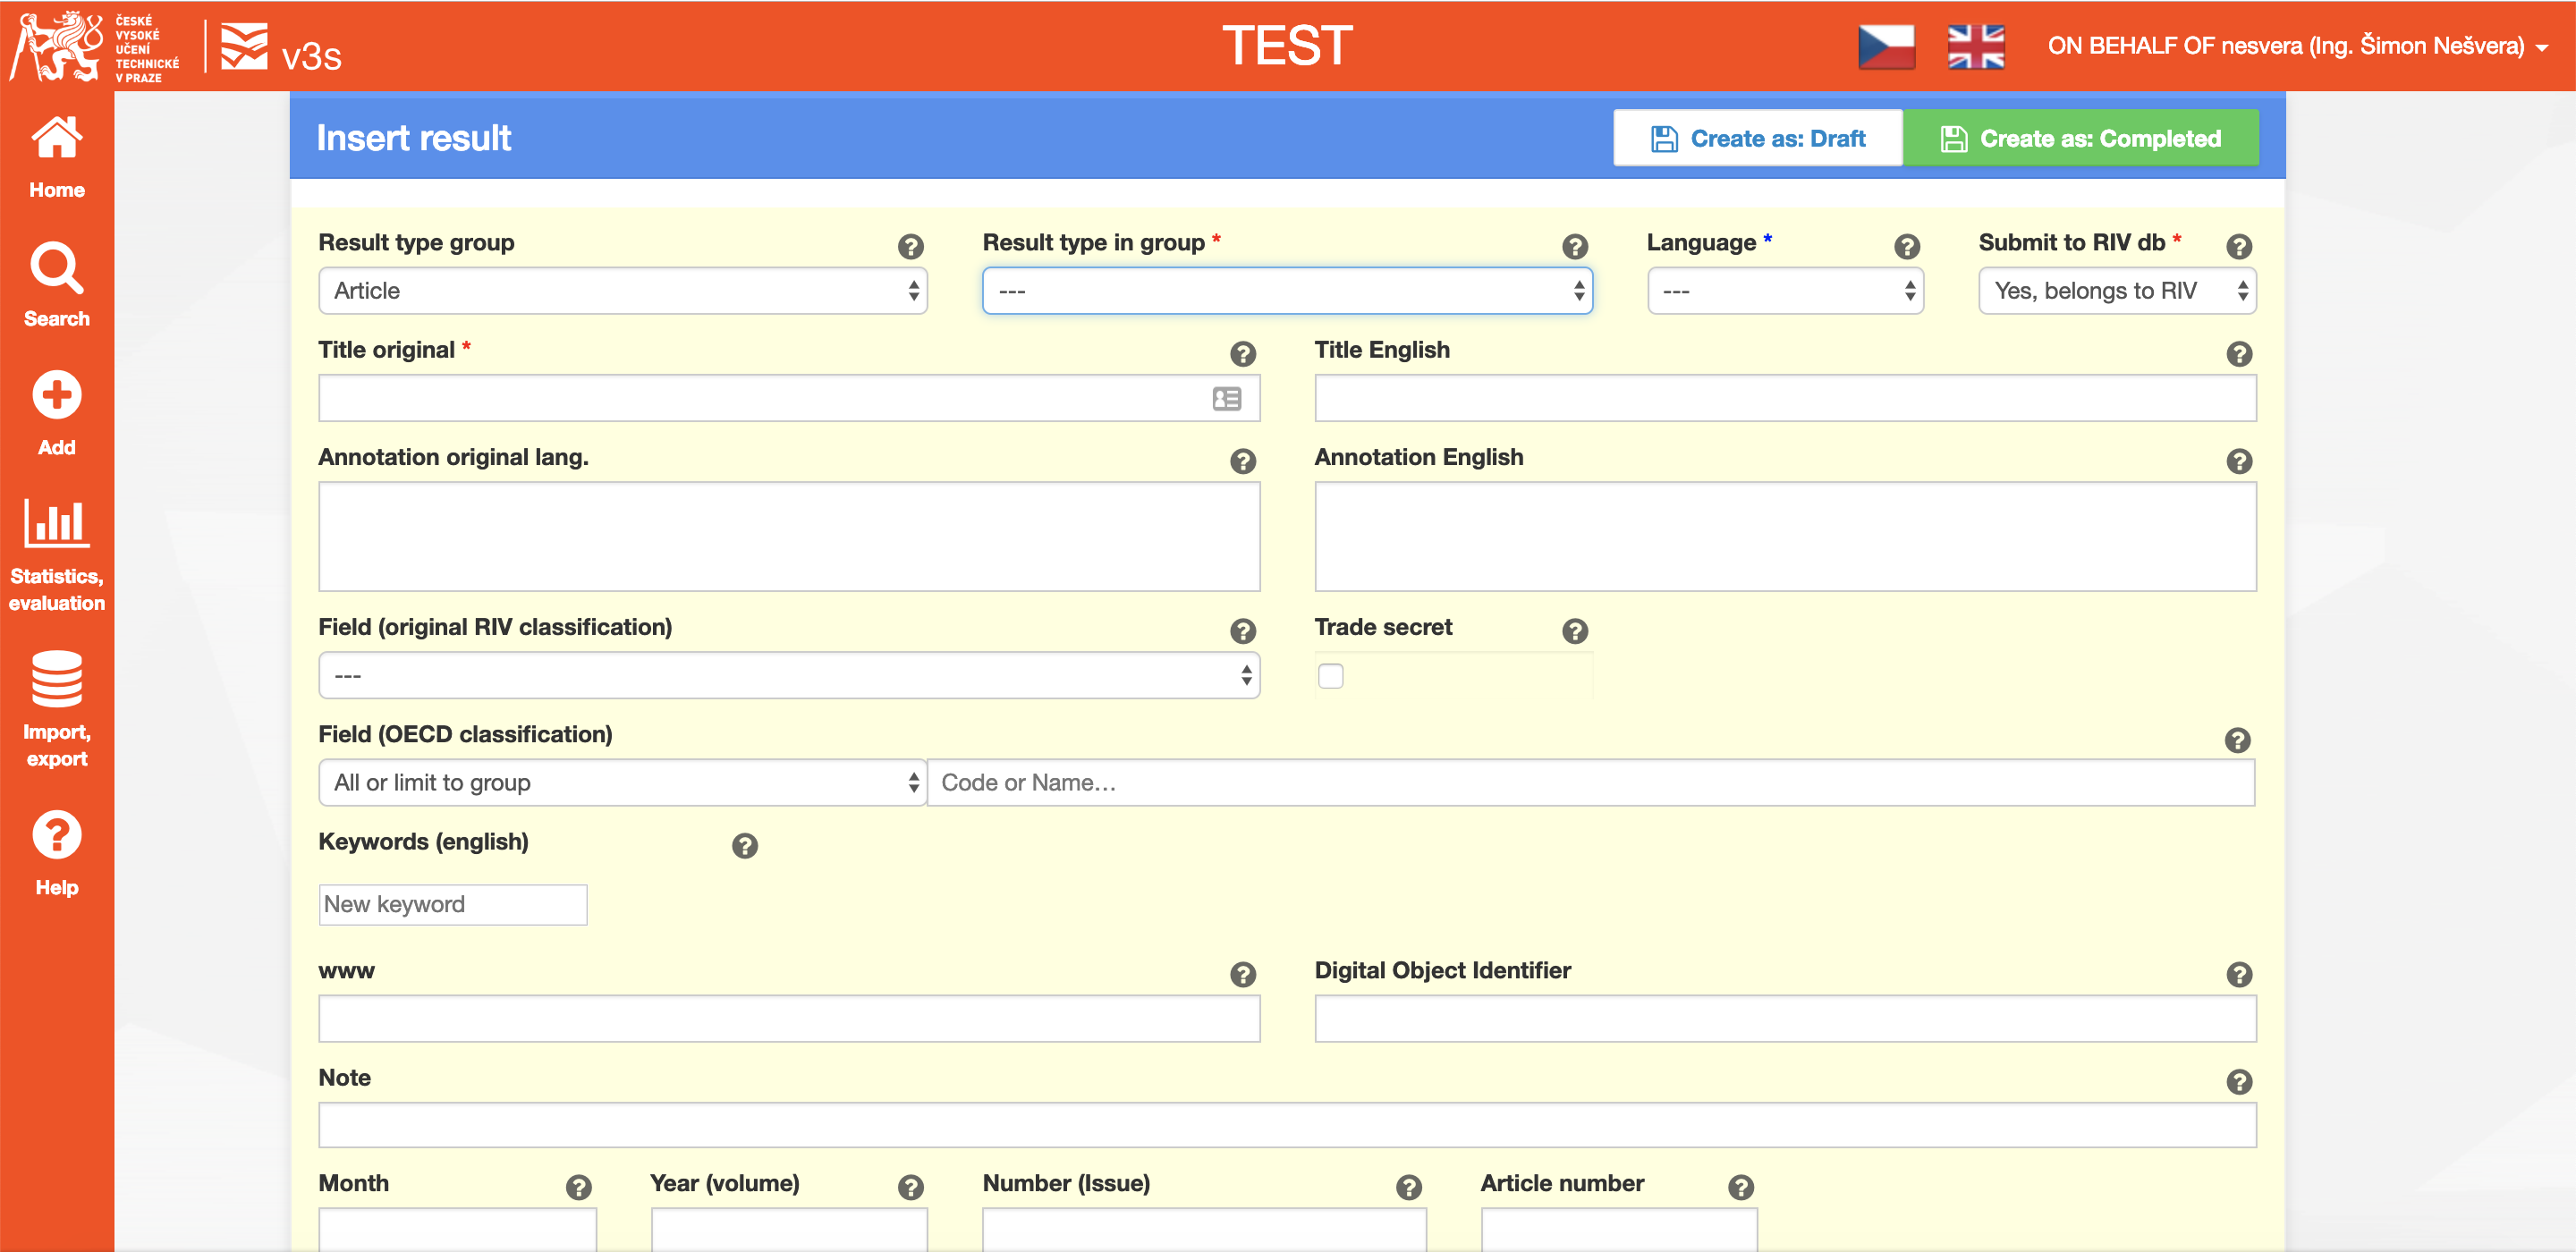 ČESKÉ
VYSOKÉ
UČENÍ
TECHNICKÉ
V PRAZE
v3s
TEST
ON BEHALF OF nesvera (Ing. Šimon Nešvera)
Home
Search
Add
Statistics,
evaluation
Import,
export
Help
Insert result
Create as: Draft
Create as: Completed
Result type group
Result type in group *
Language *
Submit to RIV db *
Article
---
---
Yes, belongs to RIV
Title original *
Title English
Annotation original lang.
Annotation English
Field (original RIV classification)
Trade secret
---
Field (OECD classification)
All or limit to group
Code or Name...
Keywords (english)
New keyword
www
Digital Object Identifier
Note
Month
Year (volume)
Number (Issue)
Article number